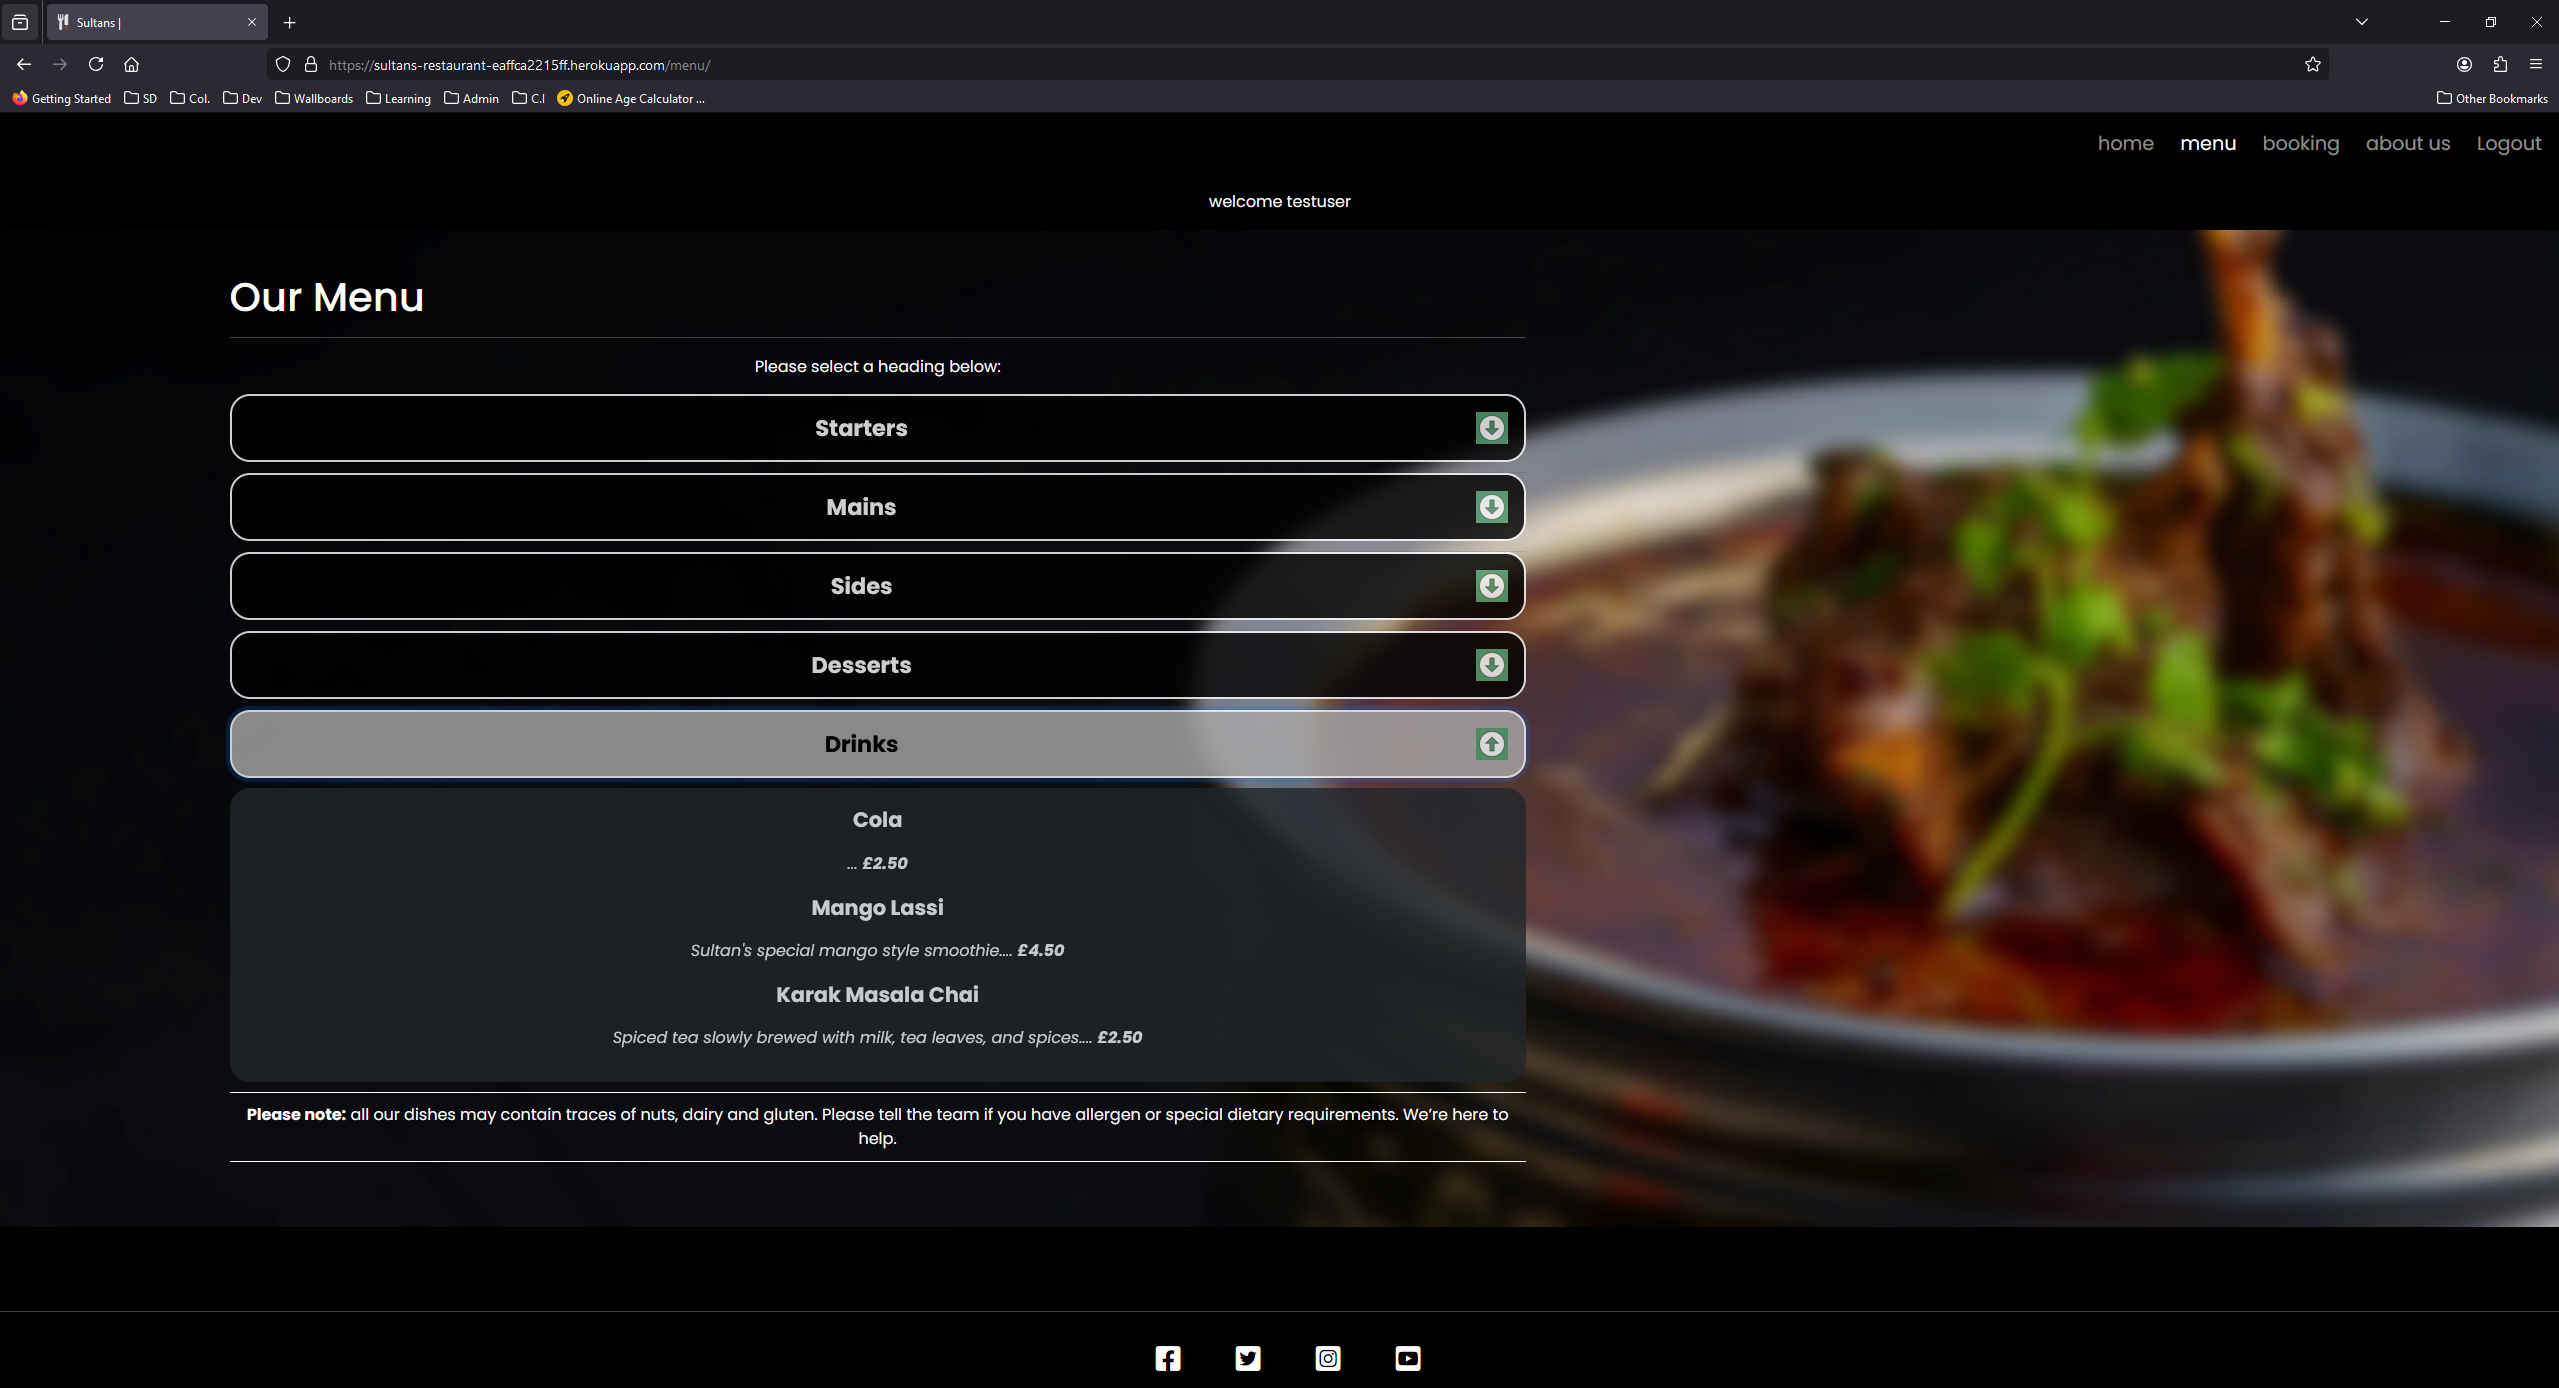 Sultans |
https://sultans-restaurant-eaffca2215ff.herokuapp.com/menu/
Getting Started SD Col. Dev Wallboards Learning Admin C.I Online Age Calculator ... Other Bookmarks
home menu booking about us Logout
welcome testuser
Our Menu
Please select a heading below:
Starters
Mains
Sides
Desserts
Drinks
Cola
... £2.50
Mango Lassi
Sultan's special mango style smoothie.... £4.50
Karak Masala Chai
Spiced tea slowly brewed with milk, tea leaves, and spices.... £2.50
Please note: all our dishes may contain traces of nuts, dairy and gluten. Please tell the team if you have allergen or special dietary requirements. We’re here to
help.